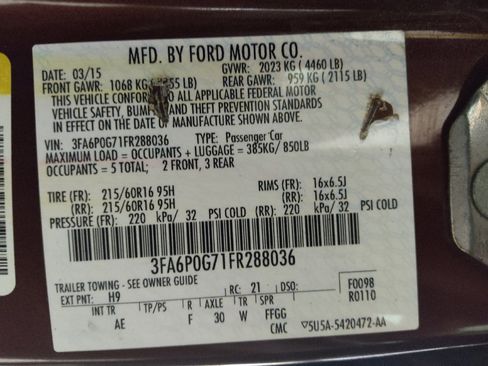 MFD. BY FORD MOTOR CO.
DATE: 03/15 GVWR: 2023 KG ( 4460 LB)
FRONT GAWR: 1068 KG ( 55 LB) REAR GAWR: 959 KG ( 2115 LB)
THIS VEHICLE CONFORMS TO ALL APPLICABLE FEDERAL MOTOR
VEHICLE SAFETY, BUMPER AND THEFT PREVENTION STANDARDS
IN EFFECT ON THE DATE OF MANUFACTURE SHOWN ABOVE.
VIN: 3FA6P0G71FR288036 TYPE: Passenger Car
MAXIMUM LOAD = OCCUPANTS + LUGGAGE = 385KG/ 850LB
OCCUPANTS = 5 TOTAL; 2 FRONT, 3 REAR
TIRE (FR): 215/60R16 95H RIMS (FR): 16x6.5J
(RR): 215/60R16 95H (RR): 16x6.5J
PRESSURE (FR): 220 kPa/ 32 PSI COLD (RR): 220 kPa/ 32 PSI COLD
3FA6P0G71FR288036
TRAILER TOWING - SEE OWNER GUIDE
EXT PNT: H9 RC: 21 DSO: F0098
R0110
INT TR TP/PS R AXLE TR SPR
AE F 30 W FFGG
CMC 5U5A-5420472-AA